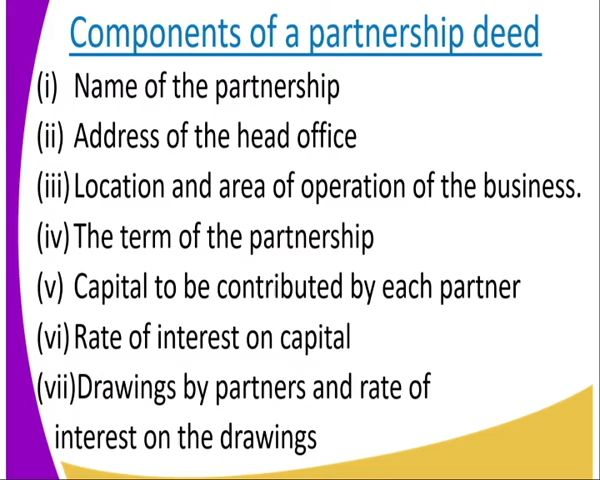 Components of a partnership deed
(i) Name of the partnership
(ii) Address of the head office
(iii) Location and area of operation of the business.
(iv) The term of the partnership
(v) Capital to be contributed by each partner
(vi) Rate of interest on capital
(vii)Drawings by partners and rate of
interest on the drawings